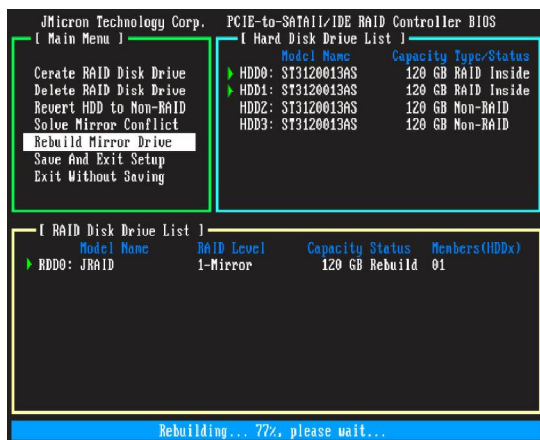 JMicron Technology Corp. PCIE-to-SATAII/IDE RAID Controller BIOS
[ Main Menu ]
Cerate RAID Disk Drive
Delete RAID Disk Drive
Revert HDD to Non-RAID
Solve Mirror Conflict
Rebuild Mirror Drive
Save And Exit Setup
Exit Without Saving
[ Hard Disk Drive List ]
Model Name Capacity Type/Status
HDD0: ST3120013AS 120 GB RAID Inside
HDD1: ST3120013AS 120 GB RAID Inside
HDD2: ST3120013AS 120 GB Non-RAID
HDD3: ST3120013AS 120 GB Non-RAID
[ RAID Disk Drive List ]
Model Name RAID Level Capacity Status Members(HDDx)
RDD0: JRAID 1-Mirror 120 GB Rebuild 01
Rebuilding... 77%, please wait...